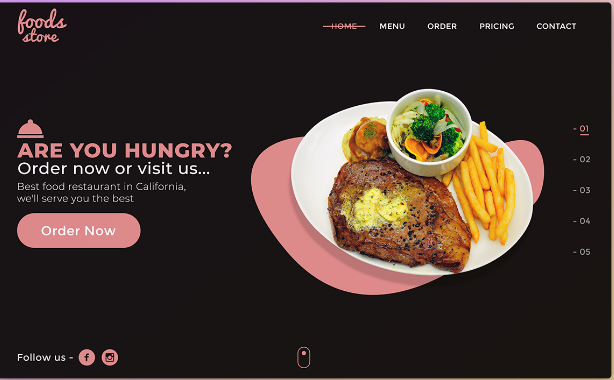 foods
store
HOME MENU ORDER PRICING CONTACT
ARE YOU HUNGRY?
Order now or visit us...
Best food restaurant in California,
we'll serve you the best
Order Now
- 01
- 02
- 03
- 04
- 05
Follow us -